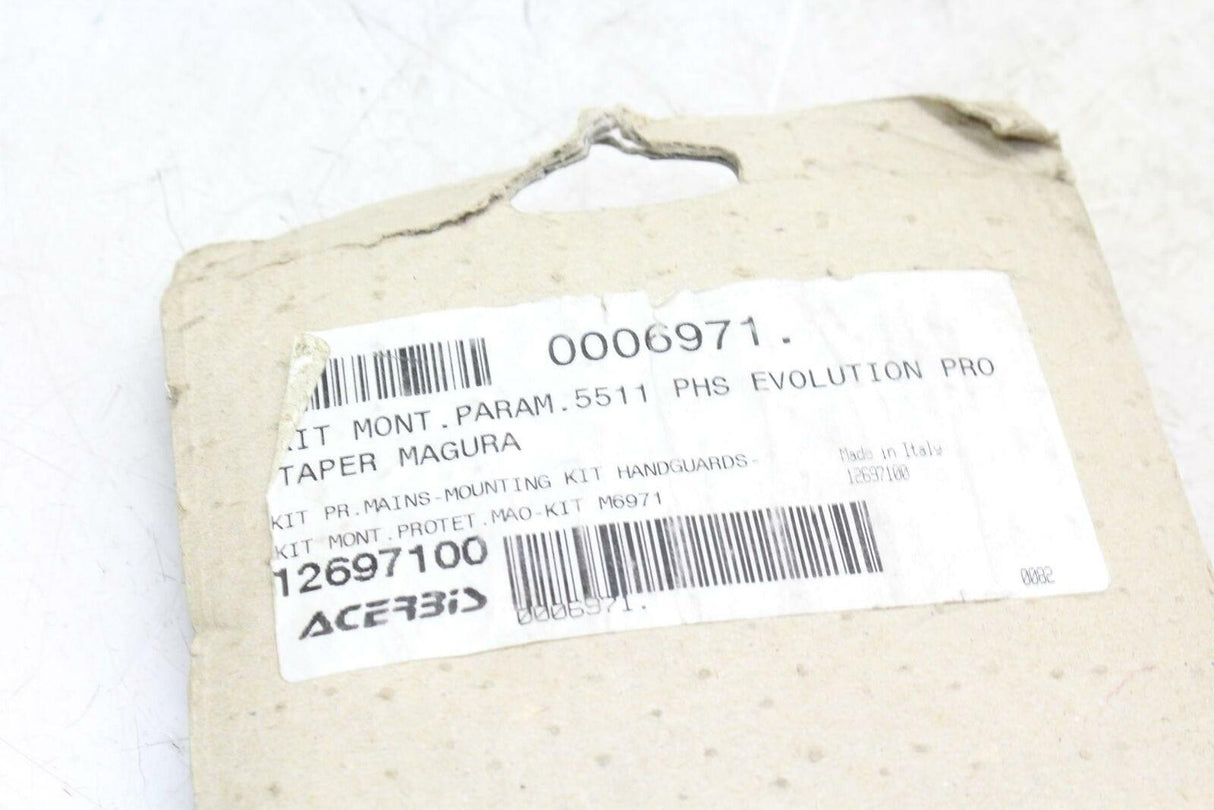 0006971.
KIT MONT.PARAM.5511 PHS EVOLUTION PRO
TAPER MAGURA
KIT PR.MAINS-MOUNTING KIT HANDGUARDS-
KIT MONT.PROTET.MAO-KIT M6971
Made in Italy
12697100
12697100
ACERBIS
0006971.
0002